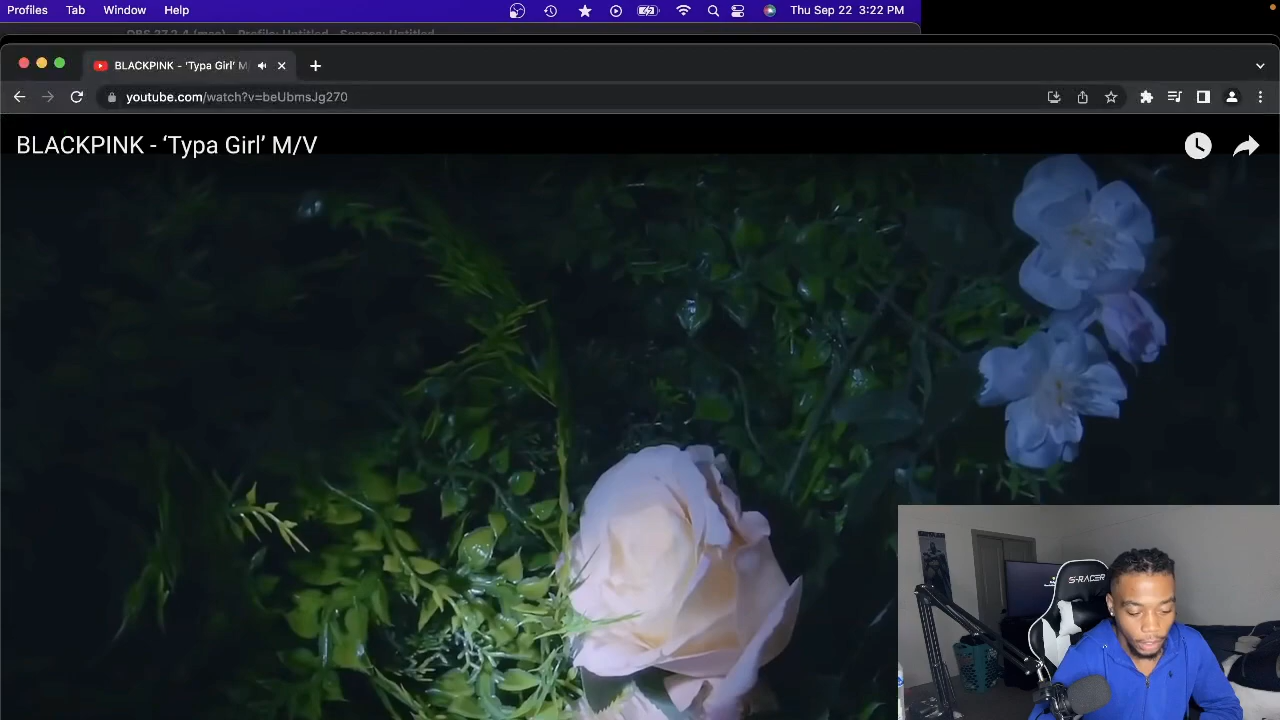 Profiles Tab Window Help Thu Sep 22 3:22 PM
BLACKPINK - ‘Typa Girl’ M
youtube.com/watch?v=beUbmsJg270
BLACKPINK - ‘Typa Girl’ M/V
S-RACER